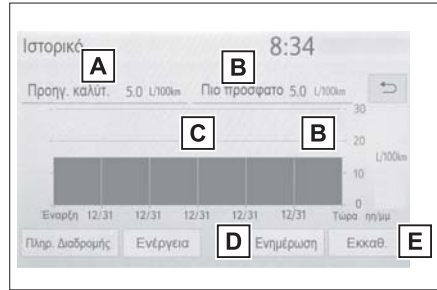 Ιστορικό 8:34
A B
Προηγ. καλύτ. 5.0 L/100km Πιο πρόσφατο 5.0 L/100km
30
C B
20
L/100km
10
0
Έναρξη 12/31 12/31 12/31 12/31 12/31 Τώρα ηη/μμ
Πληρ. Διαδρομής Ενέργεια D Ενημέρωση Εκκαθ. E